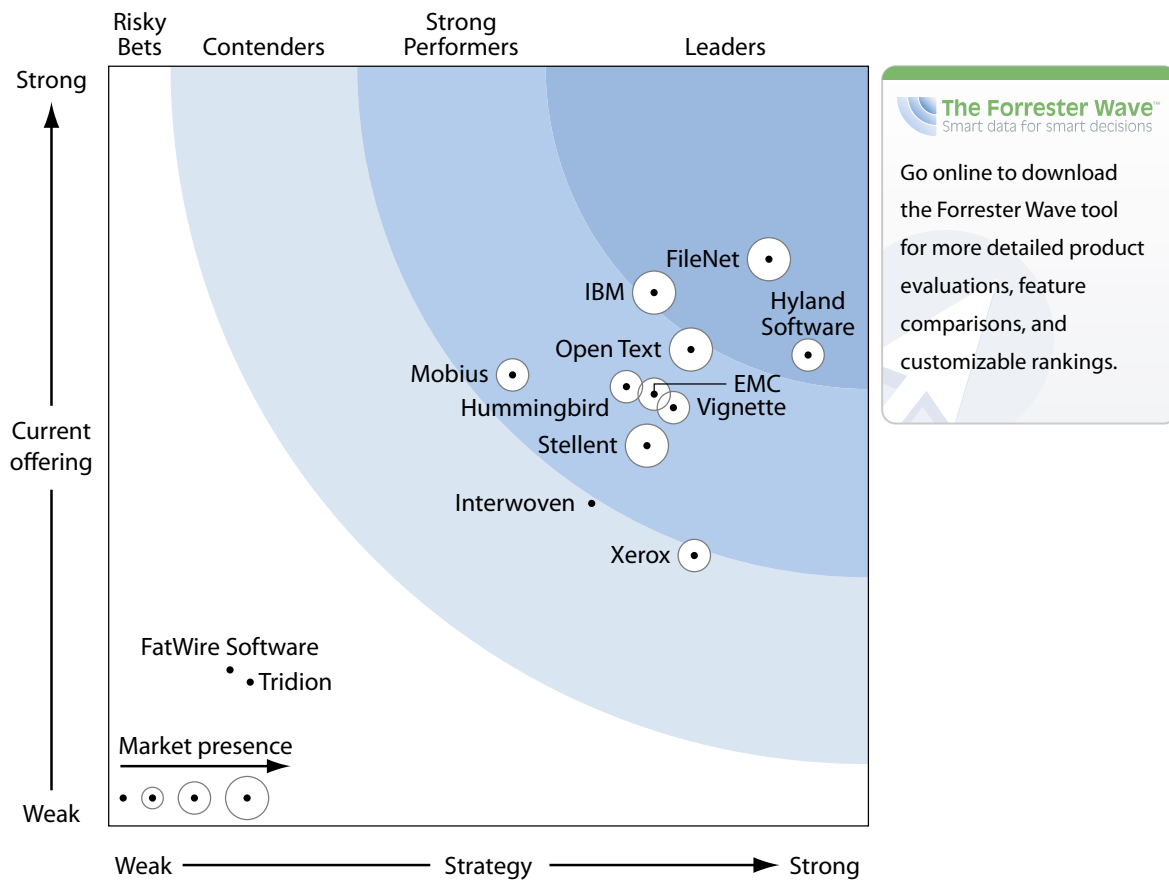 Risky
Bets
Contenders
Strong
Performers
Leaders
Strong
Current
offering
Weak
FileNet
IBM
Hyland
Software
Open Text
Mobius
EMC
Hummingbird
Vignette
Stellent
Interwoven
Xerox
FatWire Software
Tridion
Market presence
Weak
Strategy
Strong
The Forrester Wave™
Smart data for smart decisions
Go online to download
the Forrester Wave tool
for more detailed product
evaluations, feature
comparisons, and
customizable rankings.